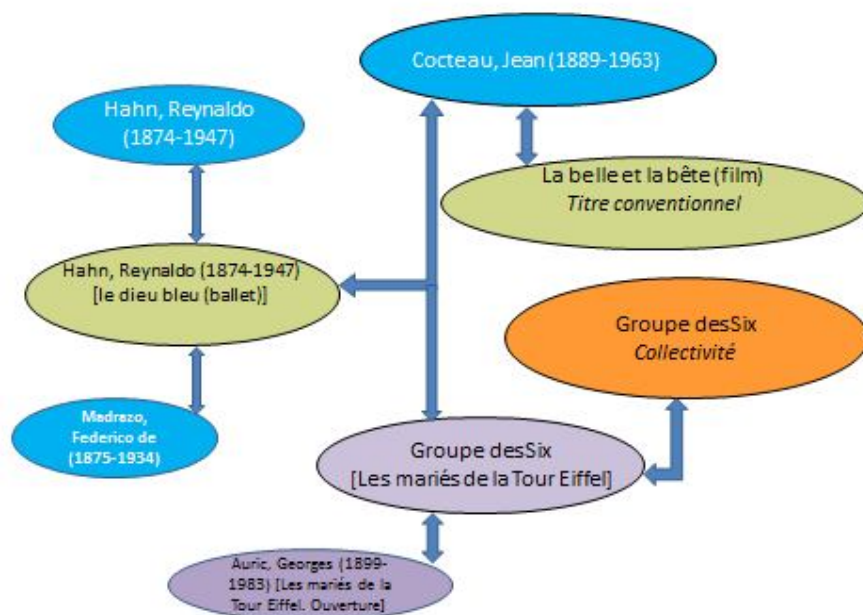 Cocteau, Jean (1889-1963)
Hahn, Reynaldo
(1874-1947)
La belle et la bête (film)
Titre conventionnel
Hahn, Reynaldo (1874-1947)
[le dieu bleu (ballet)]
Groupe desSix
Collectivité
Madrazo,
Federico de
(1875-1934)
Groupe desSix
[Les mariés de la Tour Eiffel]
Auric, Georges (1899-
1983) [Les mariés de la
Tour Eiffel. Ouverture]